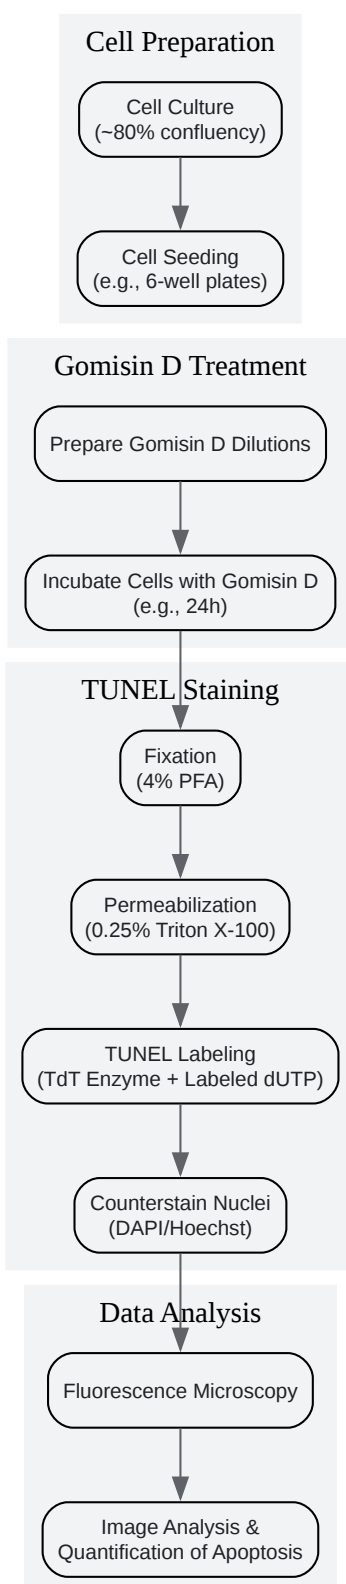 Cell Preparation
Cell Culture
(~80% confluency)
Cell Seeding
(e.g., 6-well plates)
Gomisin D Treatment
Prepare Gomisin D Dilutions
Incubate Cells with Gomisin D
(e.g., 24h)
TUNEL Staining
Fixation
(4% PFA)
Permeabilization
(0.25% Triton X-100)
TUNEL Labeling
(TdT Enzyme + Labeled dUTP)
Counterstain Nuclei
(DAPI/Hoechst)
Data Analysis
Fluorescence Microscopy
Image Analysis &
Quantification of Apoptosis